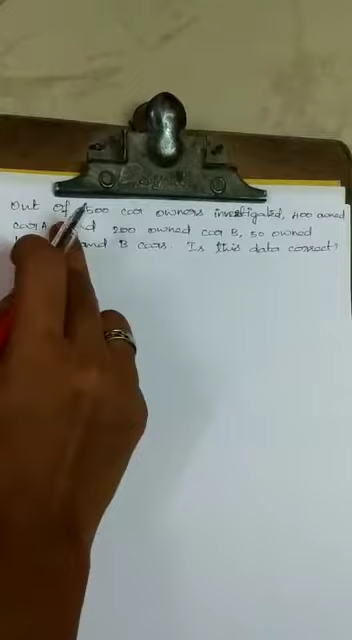 Out of 500 car owners investigated, 400 owned
car A 200 owned car B, 50 owned
and B cars. Is this data correct?